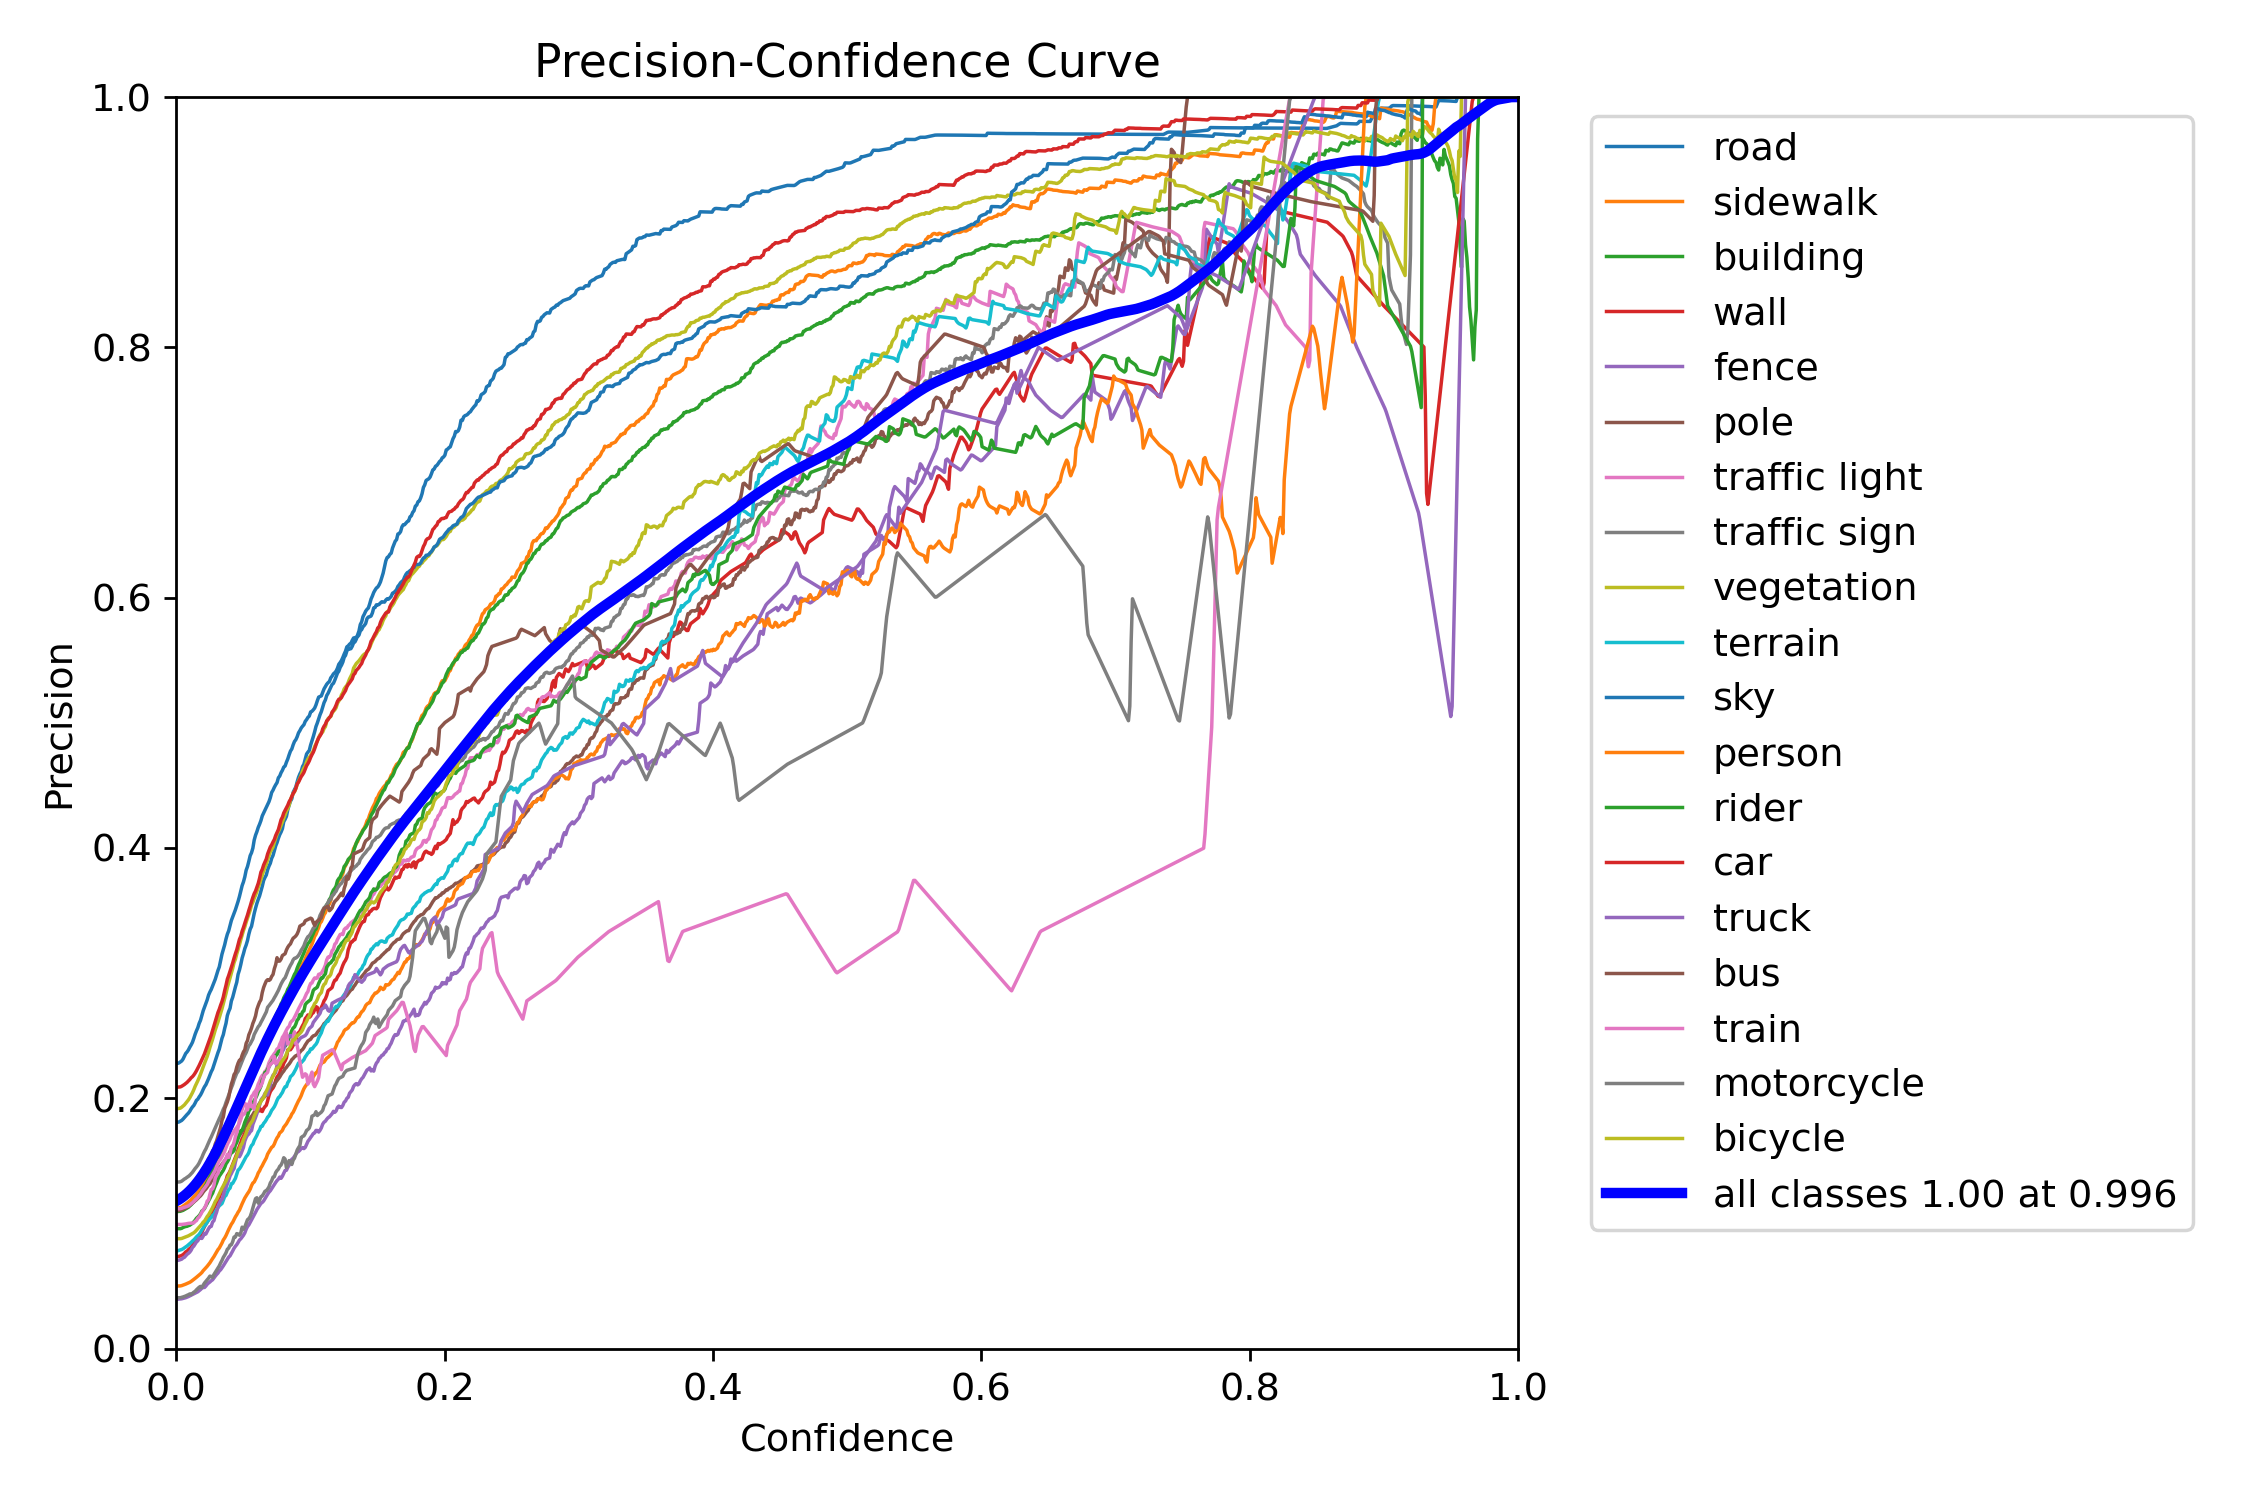 Precision-Confidence Curve
1.0
0.8
0.6
0.4
0.2
0.0
Precision
0.0 0.2 0.4 0.6 0.8 1.0
Confidence
road
sidewalk
building
wall
fence
pole
traffic light
traffic sign
vegetation
terrain
sky
person
rider
car
truck
bus
train
motorcycle
bicycle
all classes 1.00 at 0.996